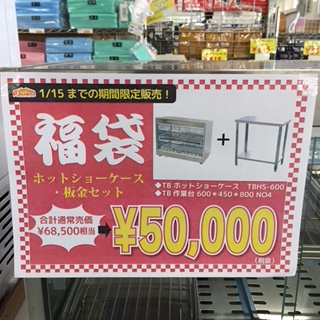 1/15 までの期間限定販売！
福袋
ホットショーケース
・板金セット
+
◆TB ホットショーケース　TBHS-600
◆TB 作業台 600＊450＊800 NO4
合計通常売価
¥68,500相当
¥50,000
(税抜)